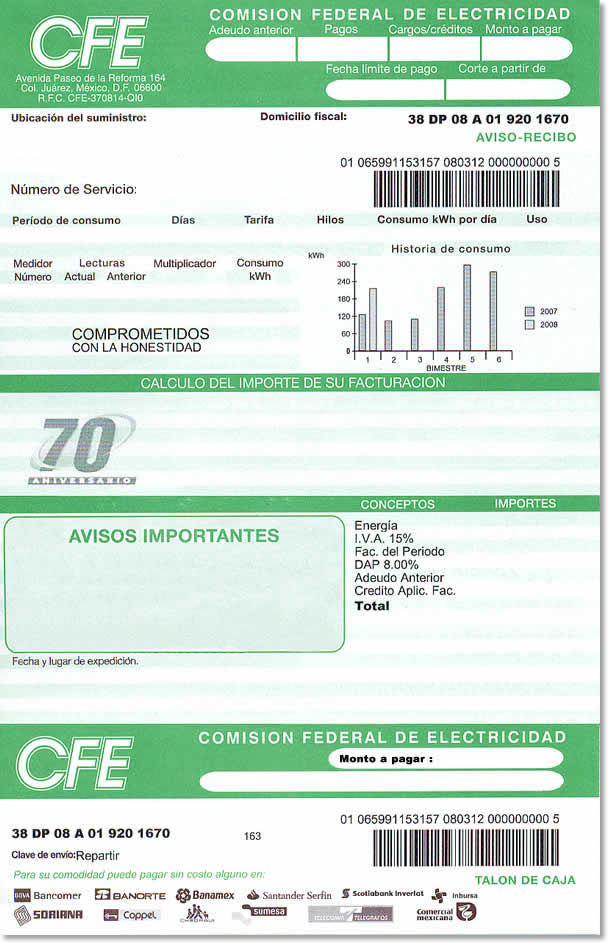 CFE
COMISION FEDERAL DE ELECTRICIDAD
Adeudo anterior Pagos Cargos/créditos Monto a pagar
Fecha límite de pago Corte a partir de
Avenida Paseo de la Reforma 164
Col. Juárez, México, D.F. 06600
R.F.C. CFE-370814-QI0
Ubicación del suministro: Domicilio fiscal: 38 DP 08 A 01 920 1670
AVISO-RECIBO
01 065991153157 080312 000000000 5
Número de Servicio:
Período de consumo Días Tarifa Hilos Consumo kWh por día Uso
Medidor Lecturas Multiplicador Consumo
Número Actual Anterior kWh
Historia de consumo
kWh
300
240
180
120
60
0
1 2 3 4 5 6
BIMESTRE
2007
2008
COMPROMETIDOS
CON LA HONESTIDAD
CALCULO DEL IMPORTE DE SU FACTURACION
70
ANIVERSARIO
CONCEPTOS IMPORTES
AVISOS IMPORTANTES
Energía
I.V.A. 15%
Fac. del Periodo
DAP 8.00%
Adeudo Anterior
Credito Aplic. Fac.
Total
Fecha y lugar de expedición.
CFE
COMISION FEDERAL DE ELECTRICIDAD
Monto a pagar :
01 065991153157 080312 000000000 5
38 DP 08 A 01 920 1670 163
Clave de envío:Repartir
Para su comodidad puede pagar sin costo alguno en:
TALON DE CAJA
BBVA Bancomer BANORTE Banamex Santander Serfin Scotiabank Inverlat Inbursa
SORIANA Coppel CHEDRAUI sumesa TELECOMM TELEGRAFOS Comercial mexicana